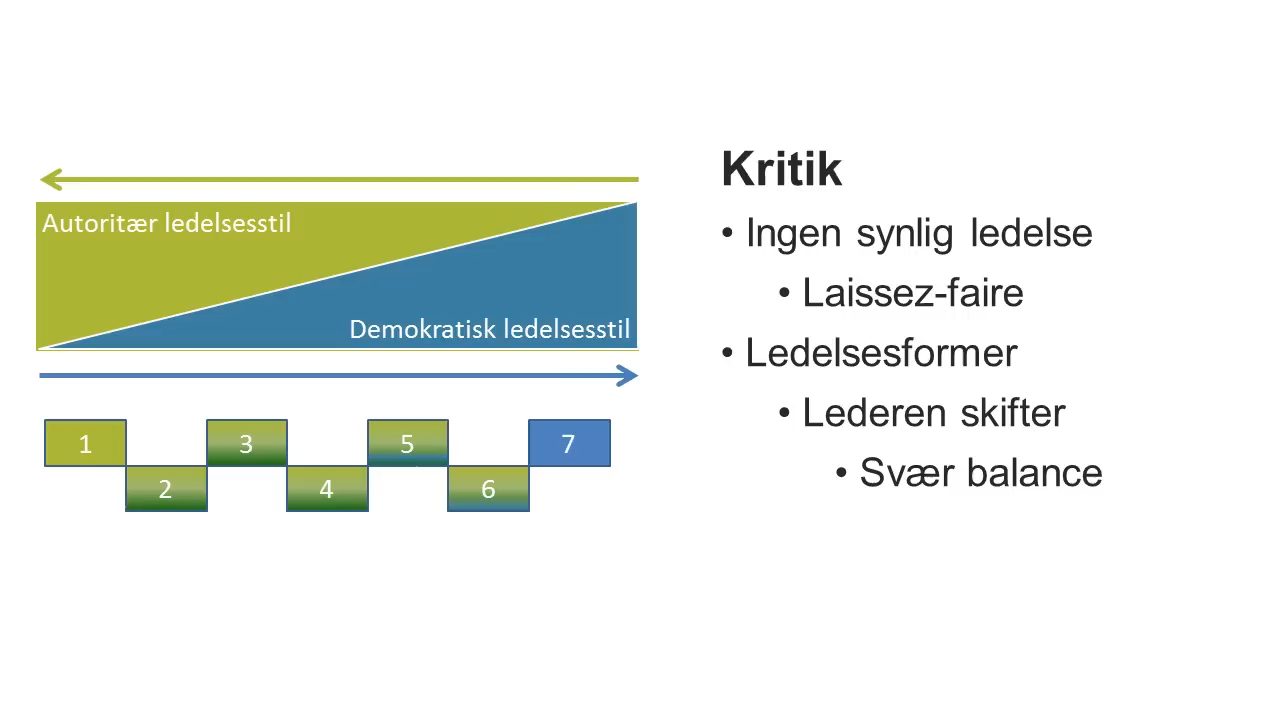 Autoritær ledelsesstil
Demokratisk ledelsesstil
1
2
3
4
5
6
7
Kritik
• Ingen synlig ledelse
• Laissez-faire
• Ledelsesformer
• Lederen skifter
• Svær balance